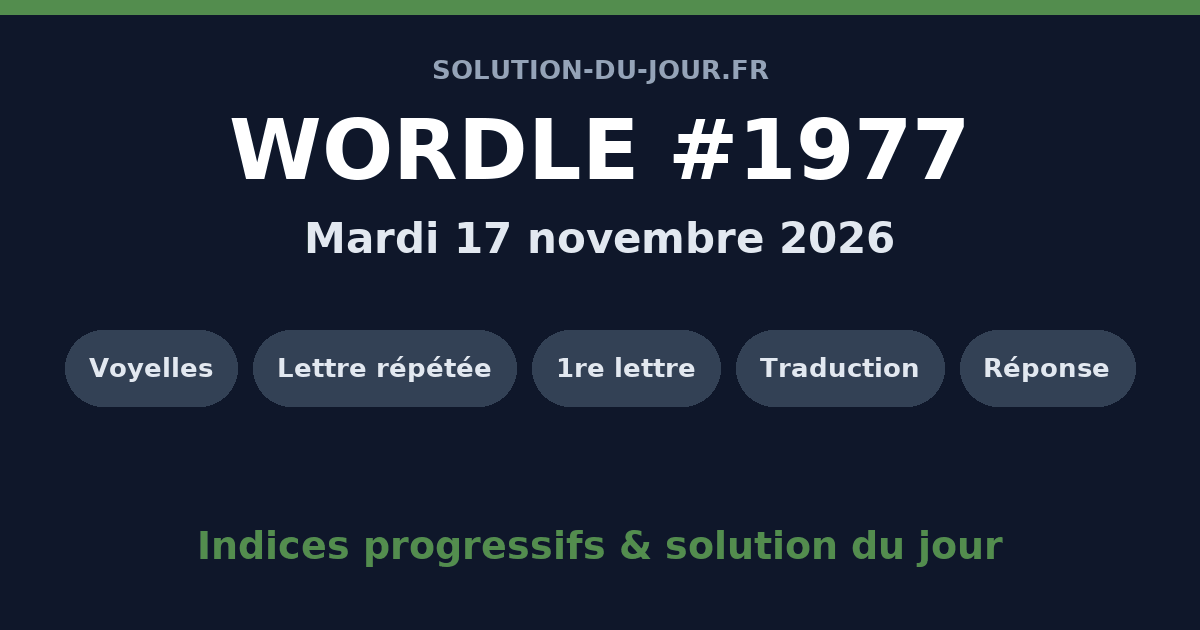 SOLUTION-DU-JOUR.FR
WORDLE #1977
Mardi 17 novembre 2026
Voyelles Lettre répétée 1re lettre Traduction Réponse
Indices progressifs & solution du jour